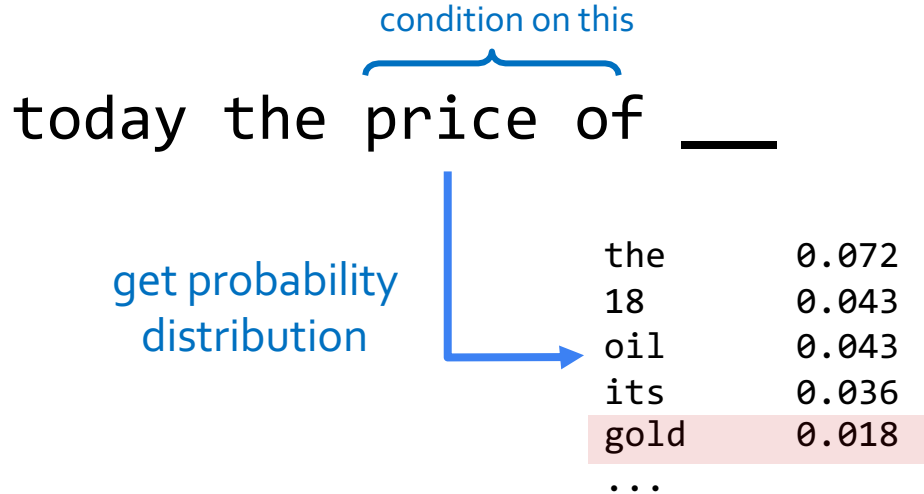 condition on this
today the price of ___
get probability
distribution
the 0.072
18 0.043
oil 0.043
its 0.036
gold 0.018
...